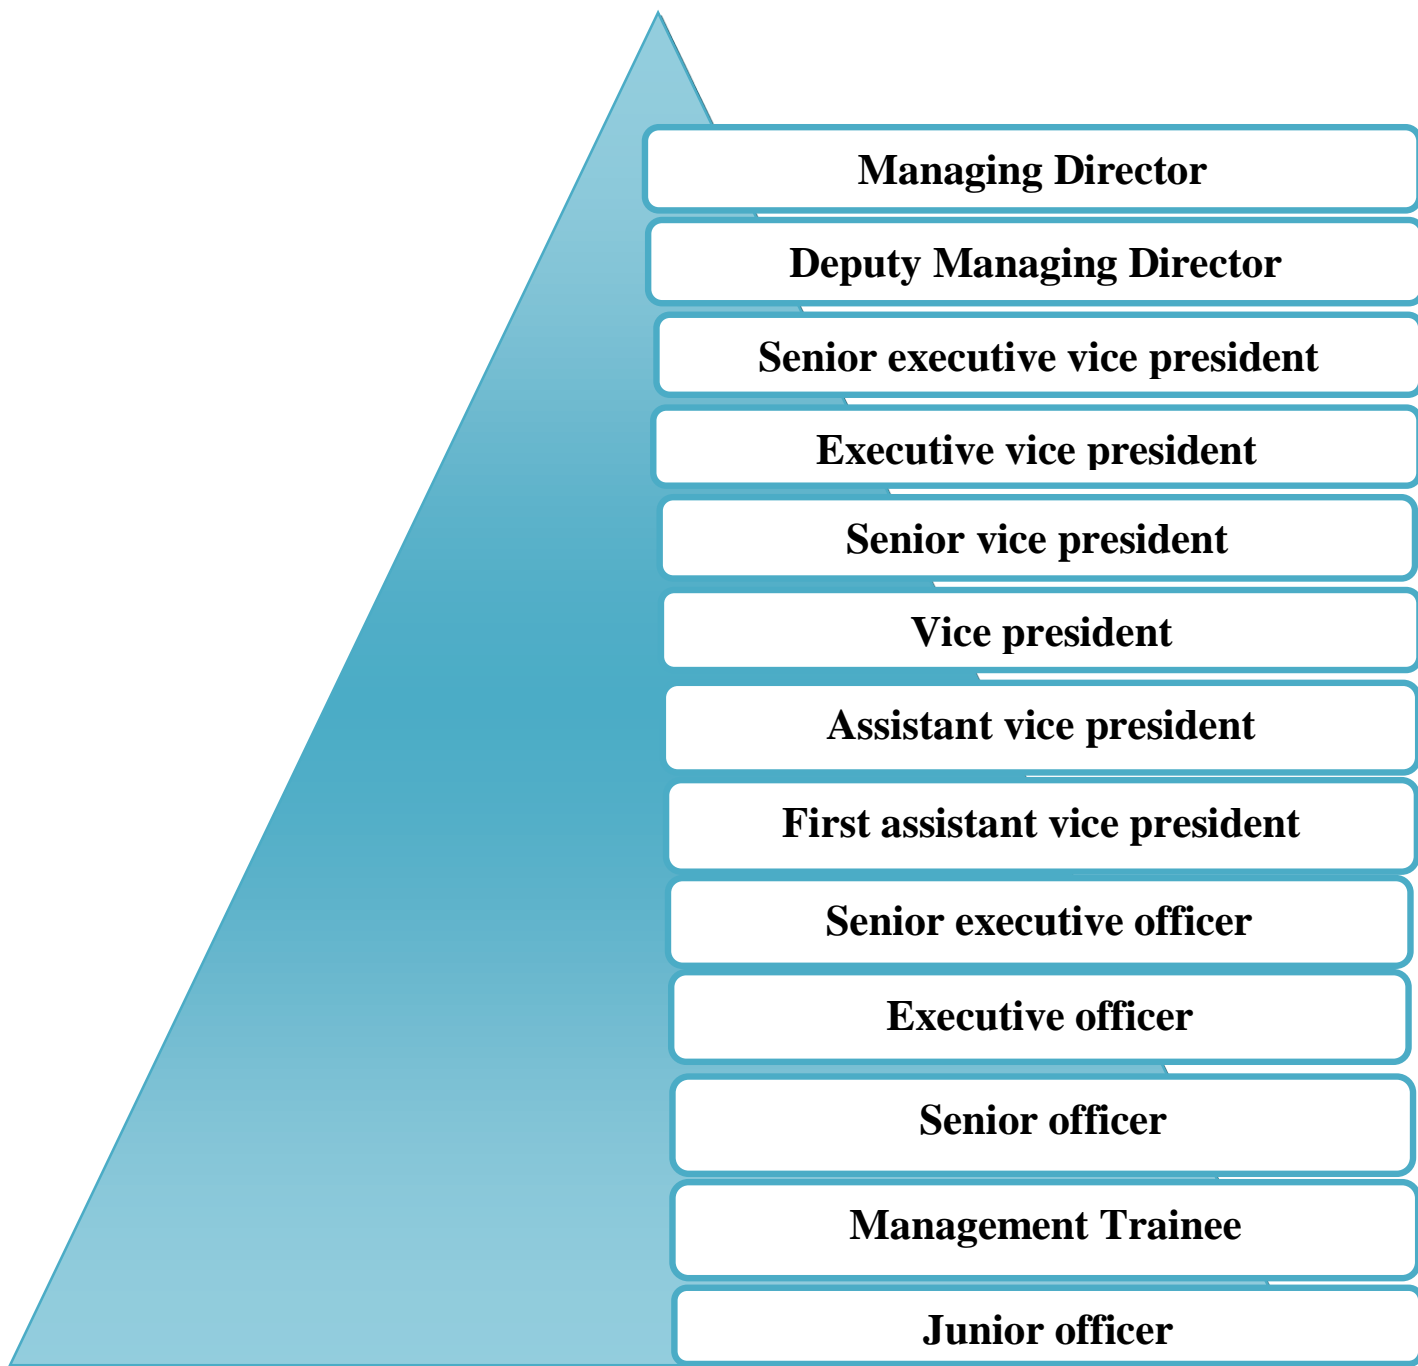 Managing Director
Deputy Managing Director
Senior executive vice president
Executive vice president
Senior vice president
Vice president
Assistant vice president
First assistant vice president
Senior executive officer
Executive officer
Senior officer
Management Trainee
Junior officer